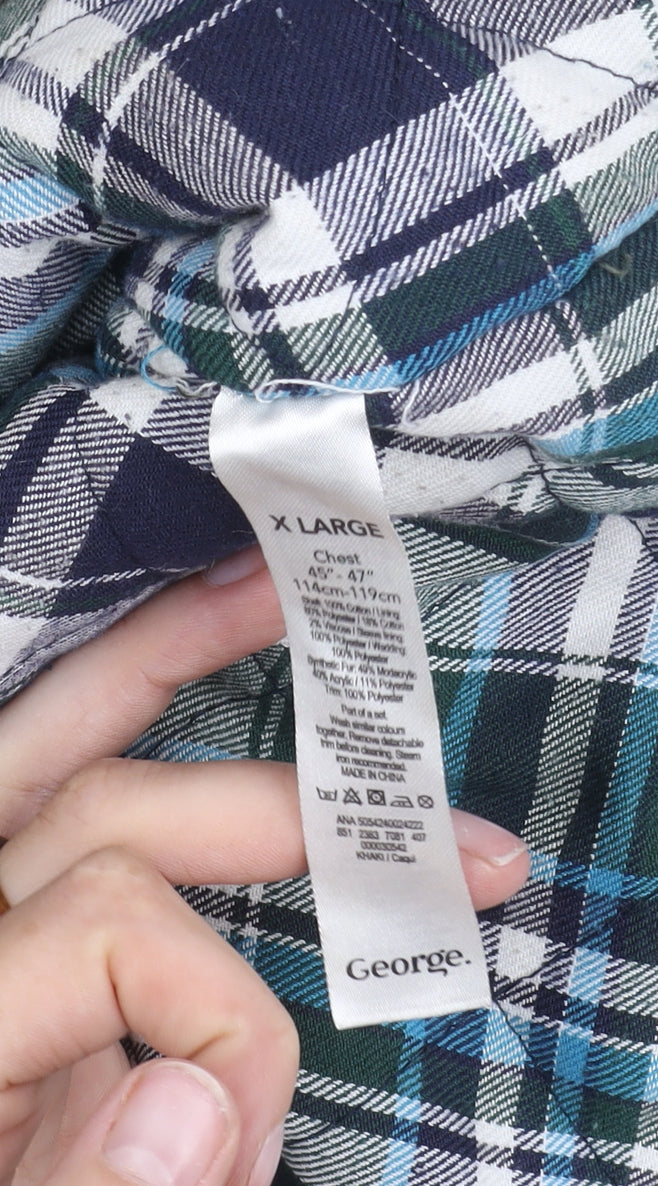 X LARGE
Chest
45"- 47"
114cm-119cm
Shell: 100% Cotton / Lining:
80% Polyester / 18% Cotton
2% Viscose / Sleeve lining:
100% Polyester / Wadding:
100% Polyester
Synthetic Fur: 49% Modacrylic
40% Acrylic / 11% Polyester
Trim: 100% Polyester
Part of a set.
Wash similar colours
together, Remove detachable
trim before cleaning. Steam
iron recommended.
MADE IN CHINA
ANA 5054240024222
851 2383 7081 407
000030542
KHAKI / Caqui
George.